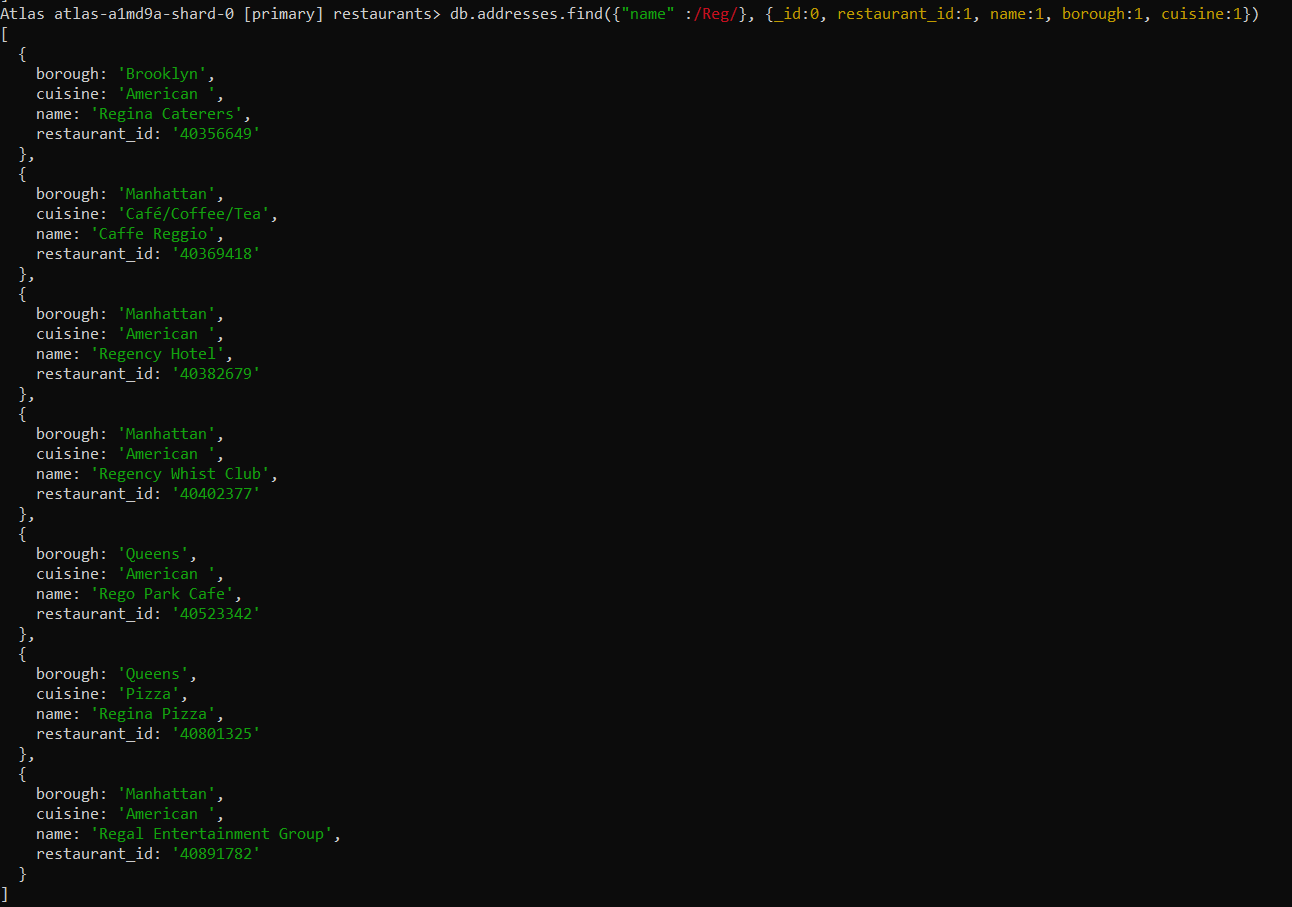 Atlas atlas-a1md9a-shard-0 [primary] restaurants> db.addresses.find({"name" :/Reg/}, {_id:0, restaurant_id:1, name:1, borough:1, cuisine:1})
[
  {
    borough: 'Brooklyn',
    cuisine: 'American ',
    name: 'Regina Caterers',
    restaurant_id: '40356649'
  },
  {
    borough: 'Manhattan',
    cuisine: 'Café/Coffee/Tea',
    name: 'Caffe Reggio',
    restaurant_id: '40369418'
  },
  {
    borough: 'Manhattan',
    cuisine: 'American ',
    name: 'Regency Hotel',
    restaurant_id: '40382679'
  },
  {
    borough: 'Manhattan',
    cuisine: 'American ',
    name: 'Regency Whist Club',
    restaurant_id: '40402377'
  },
  {
    borough: 'Queens',
    cuisine: 'American ',
    name: 'Rego Park Cafe',
    restaurant_id: '40523342'
  },
  {
    borough: 'Queens',
    cuisine: 'Pizza',
    name: 'Regina Pizza',
    restaurant_id: '40801325'
  },
  {
    borough: 'Manhattan',
    cuisine: 'American ',
    name: 'Regal Entertainment Group',
    restaurant_id: '40891782'
  }
]